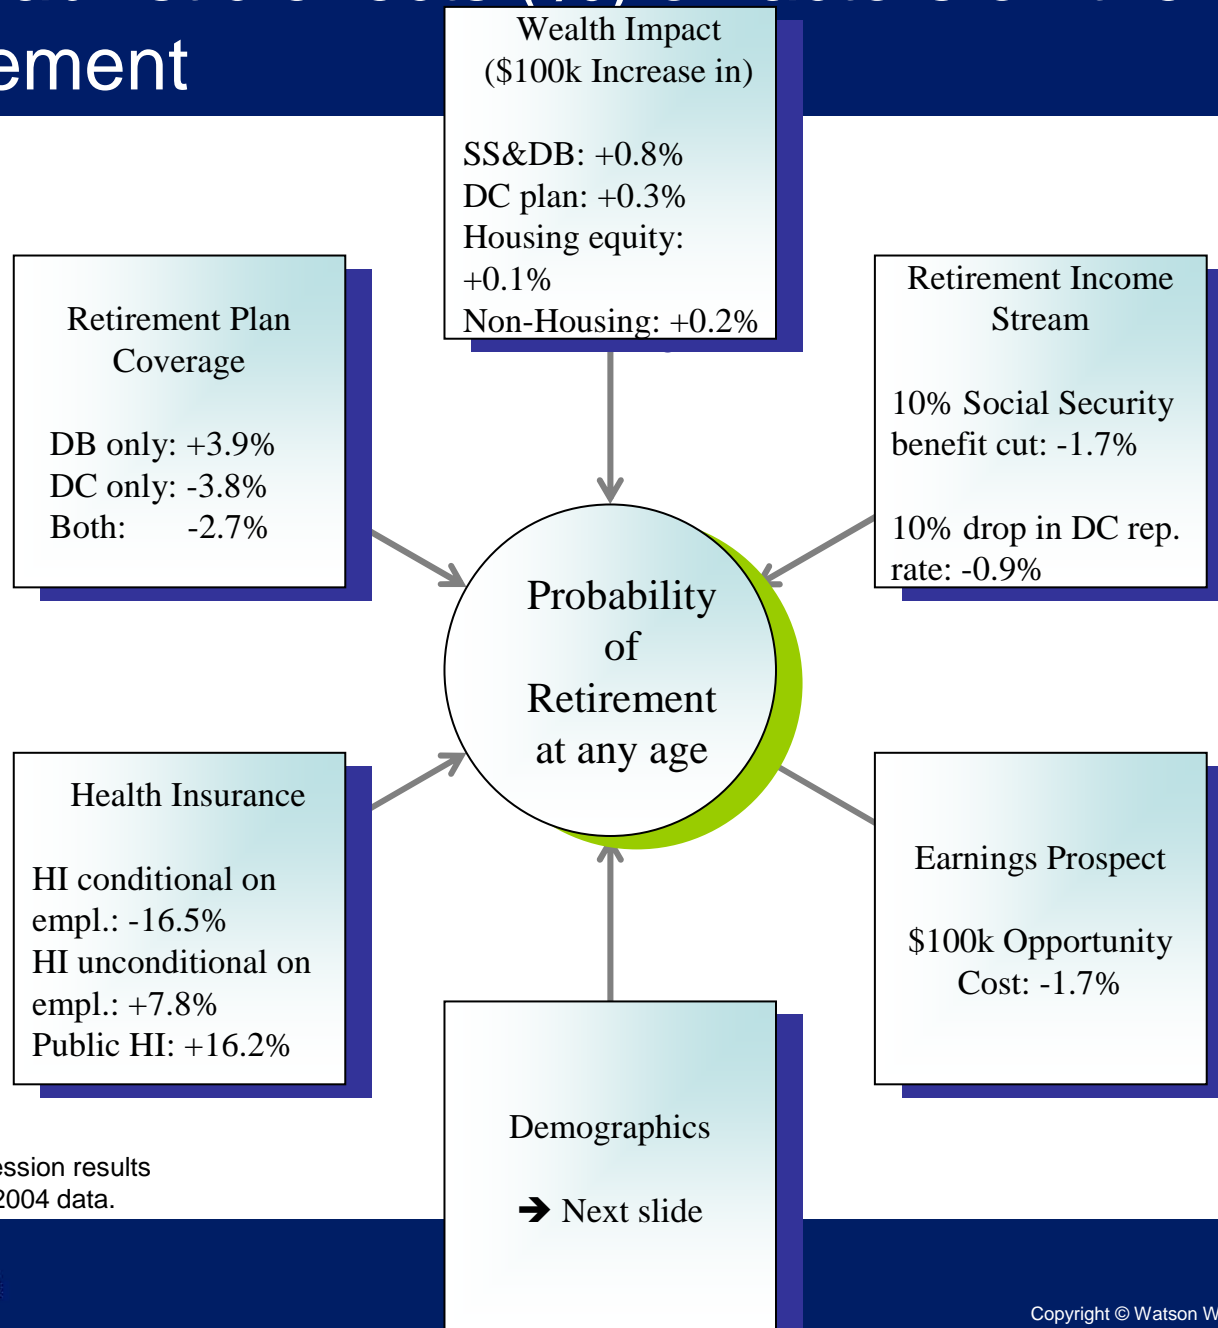 ement
Wealth Impact
($100k Increase in)
SS&DB: +0.8%
DC plan: +0.3%
Housing equity:
+0.1%
Non-Housing: +0.2%
Retirement Plan
Coverage
DB only: +3.9%
DC only: -3.8%
Both: -2.7%
Retirement Income
Stream
10% Social Security
benefit cut: -1.7%
10% drop in DC rep.
rate: -0.9%
Probability
of
Retirement
at any age
Health Insurance
HI conditional on
empl.: -16.5%
HI unconditional on
empl.: +7.8%
Public HI: +16.2%
Earnings Prospect
$100k Opportunity
Cost: -1.7%
Demographics
➔ Next slide
ession results
2004 data.
Copyright © Watson W